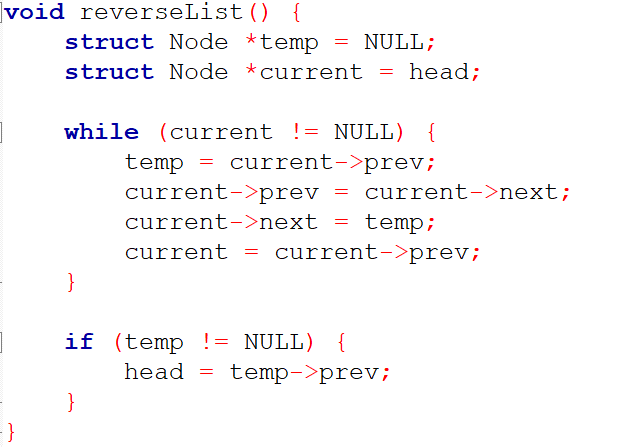 void reverseList() {
    struct Node *temp = NULL;
    struct Node *current = head;
    while (current != NULL) {
        temp = current->prev;
        current->prev = current->next;
        current->next = temp;
        current = current->prev;
    }
    if (temp != NULL) {
        head = temp->prev;
    }
}